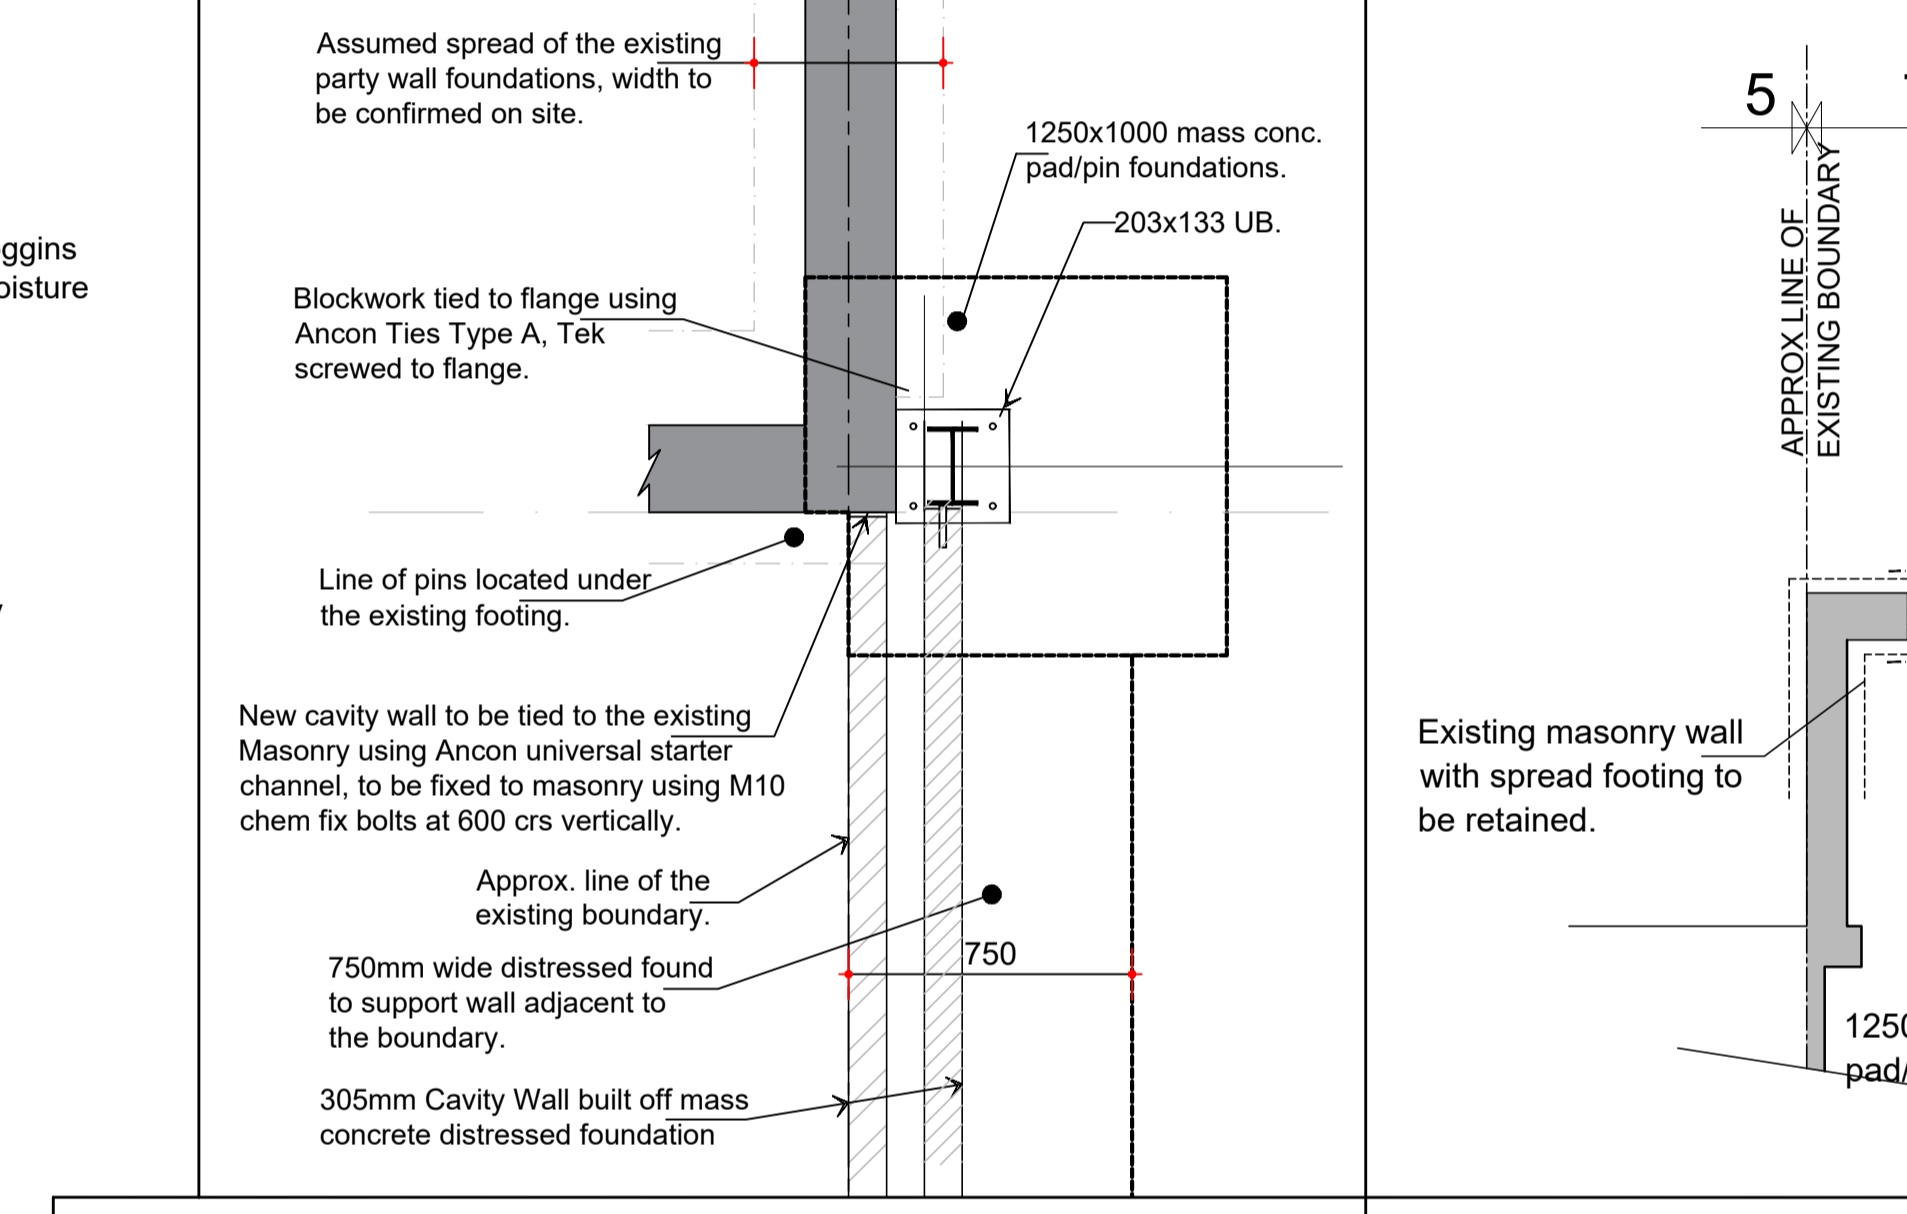 Assumed spread of the existing
party wall foundations, width to
be confirmed on site.
1250x1000 mass conc.
pad/pin foundations.
203x133 UB.
Blockwork tied to flange using
Ancon Ties Type A, Tek
screwed to flange.
Line of pins located under
the existing footing.
New cavity wall to be tied to the existing
Masonry using Ancon universal starter
channel, to be fixed to masonry using M10
chem fix bolts at 600 crs vertically.
Approx. line of the
existing boundary.
750mm wide distressed found
to support wall adjacent to
the boundary.
750
305mm Cavity Wall built off mass
concrete distressed foundation
5
APPROX LINE OF
EXISTING BOUNDARY
Existing masonry wall
with spread footing to
be retained.
1250
pad/